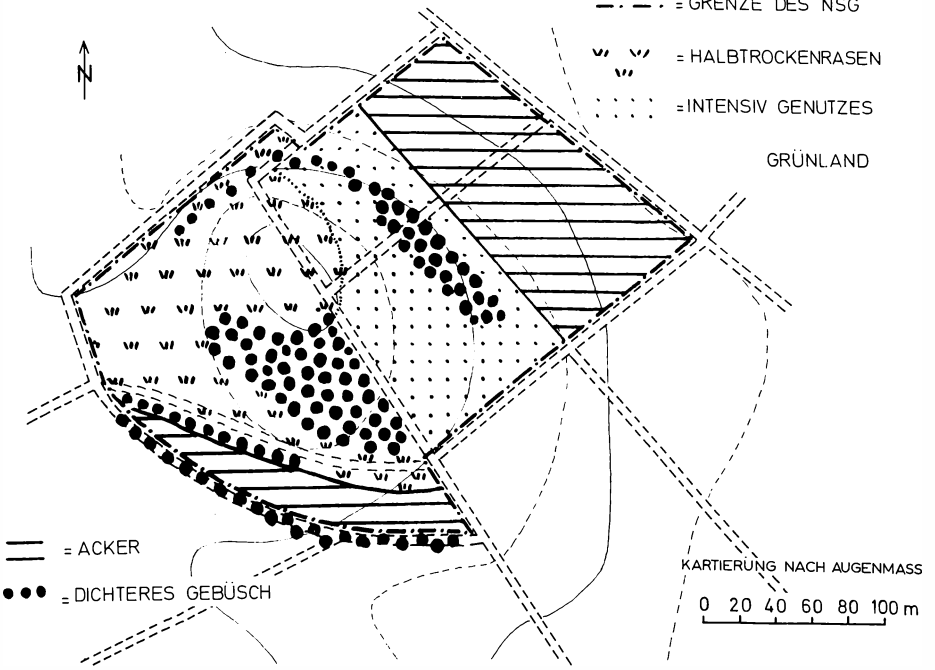 = GRENZE DES NSG
= HALBTROCKENRASEN
= INTENSIV GENUTZES
GRÜNLAND
N
= ACKER
= DICHTERES GEBÜSCH
KARTIERUNG NACH AUGENMASS
0 20 40 60 80 100 m